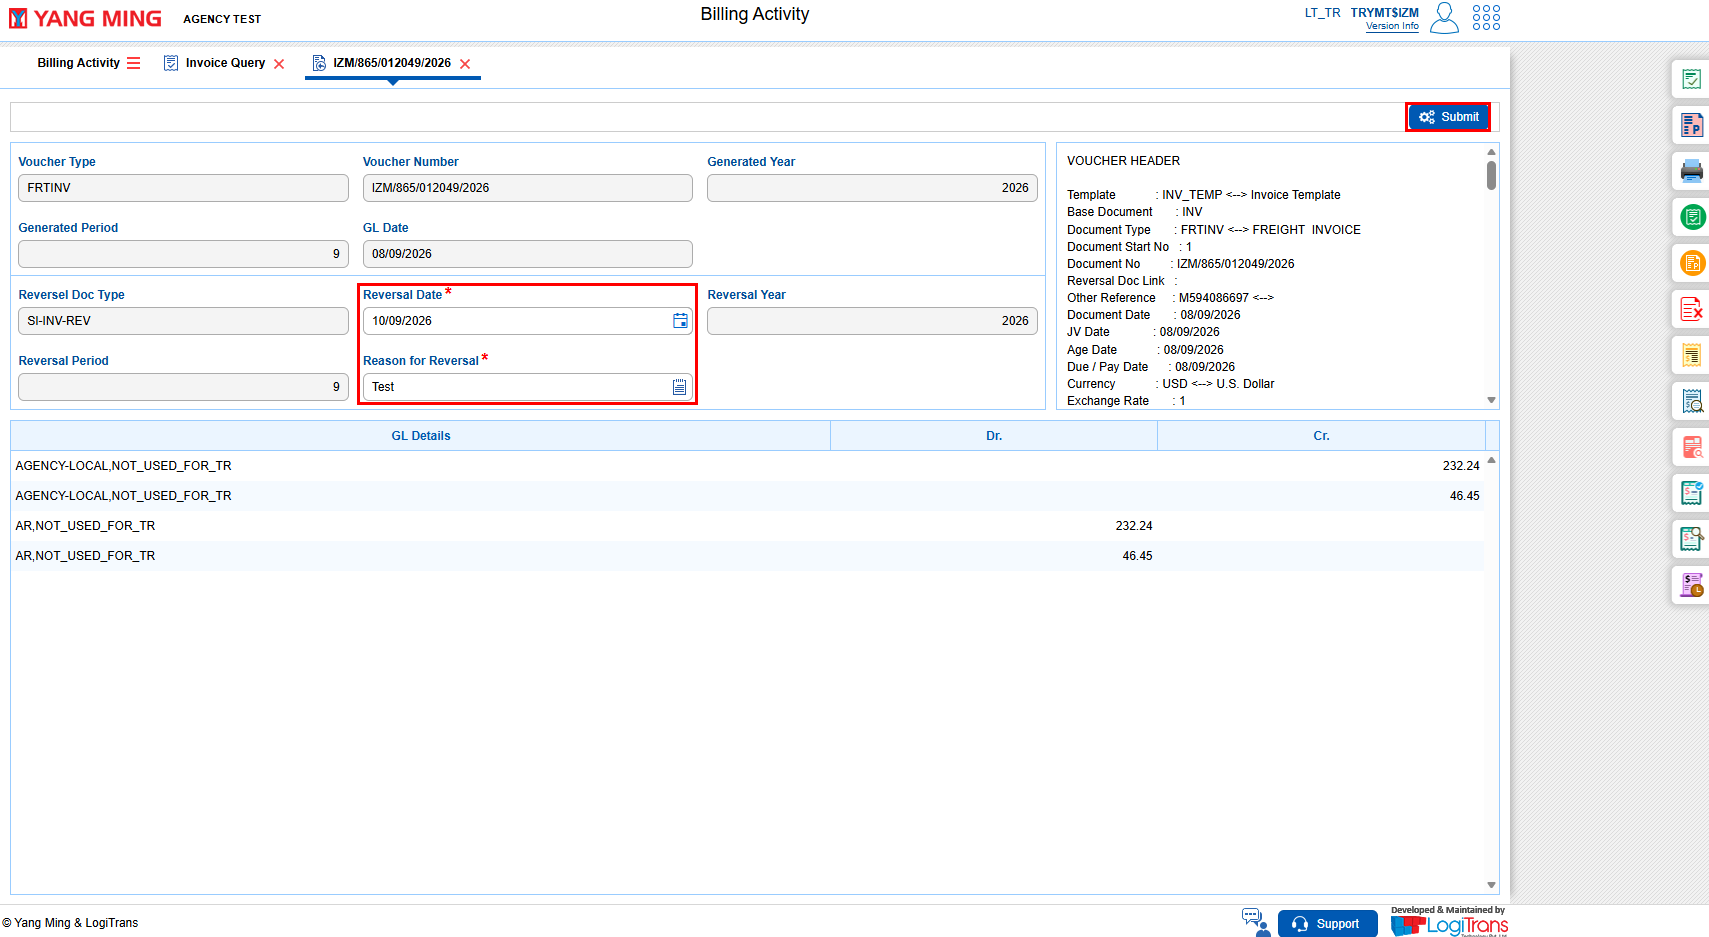 YANG MING AGENCY TEST Billing Activity LT_TR TRYMT$IZM
Version Info
Billing Activity Invoice Query IZM/865/012049/2026
Submit
Voucher Type Voucher Number Generated Year
FRTINV IZM/865/012049/2026 2026
Generated Period GL Date
9 08/09/2026
Reversel Doc Type Reversal Date * Reversal Year
SI-INV-REV 10/09/2026 2026
Reversal Period Reason for Reversal *
9 Test
VOUCHER HEADER
Template : INV_TEMP <--> Invoice Template
Base Document : INV
Document Type : FRTINV <--> FREIGHT INVOICE
Document Start No : 1
Document No : IZM/865/012049/2026
Reversal Doc Link :
Other Reference : M594086697 <-->
Document Date : 08/09/2026
JV Date : 08/09/2026
Age Date : 08/09/2026
Due / Pay Date : 08/09/2026
Currency : USD <--> U.S. Dollar
Exchange Rate : 1
GL Details Dr. Cr.
AGENCY-LOCAL,NOT_USED_FOR_TR 232.24
AGENCY-LOCAL,NOT_USED_FOR_TR 46.45
AR,NOT_USED_FOR_TR 232.24
AR,NOT_USED_FOR_TR 46.45
© Yang Ming & LogiTrans
Support
Developed & Maintained by
LogiTrans